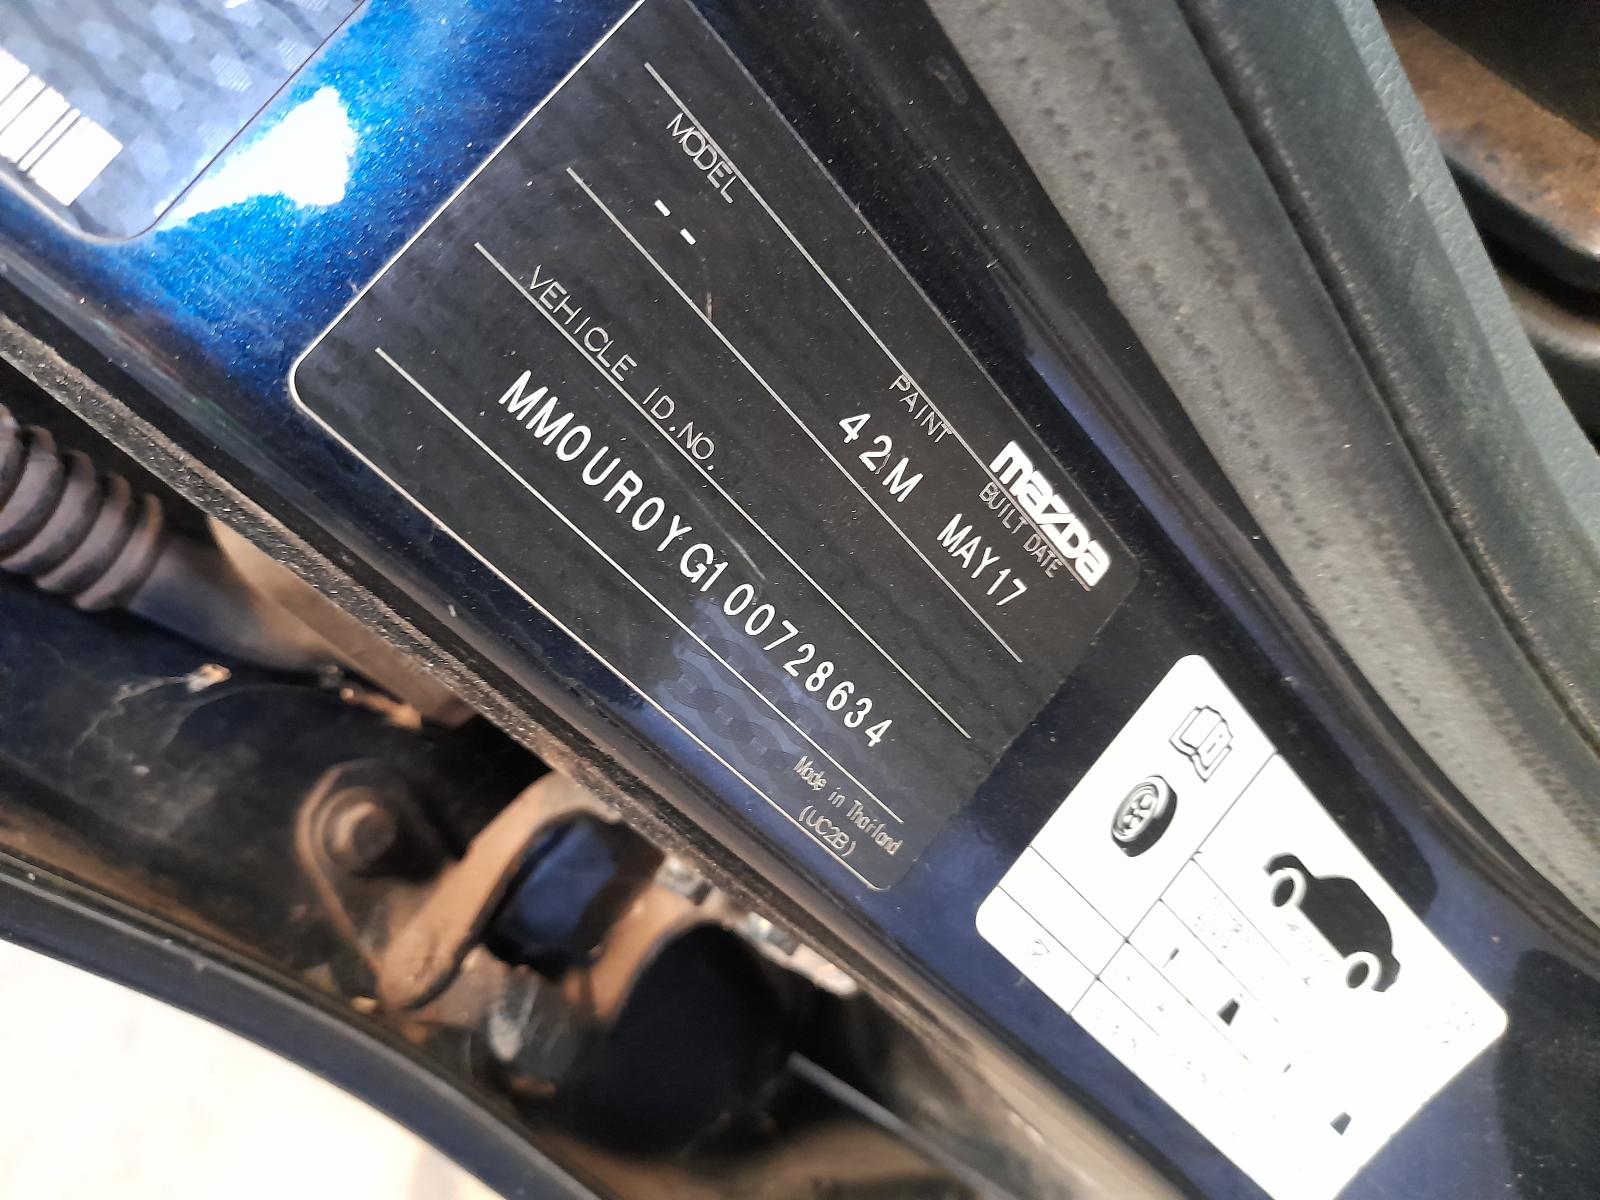 mazda
MODEL PAINT BUILT DATE
-- 42M MAY17
VEHICLE ID.NO.
MM0UR0YG100728634
Made in Thailand
(UC2B)